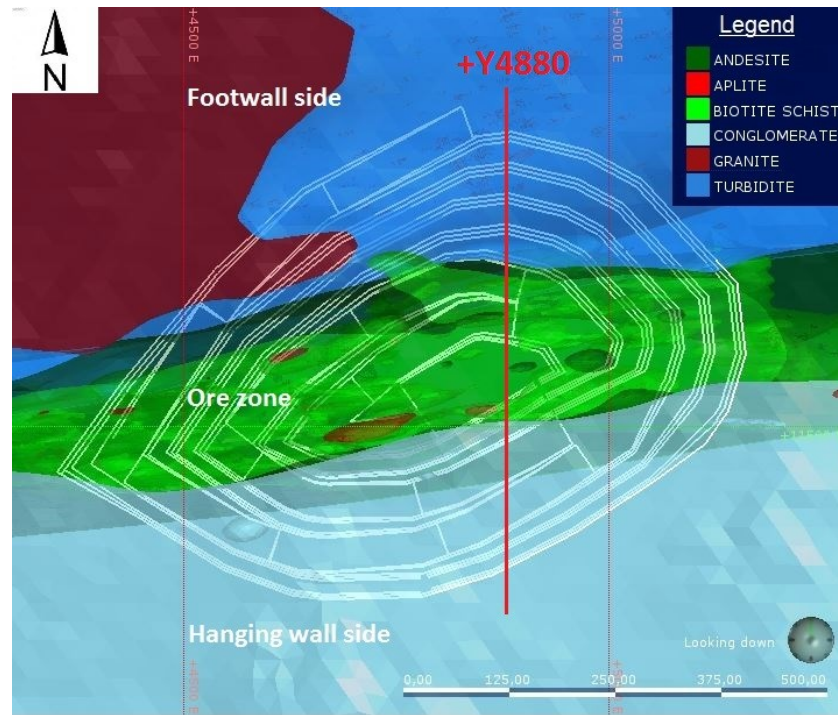 N
+4500 E
+5000 E
+Y4880
Footwall side
Legend
ANDESITE
APLITE
BIOTITE SCHIST
CONGLOMERATE
GRANITE
TURBIDITE
Ore zone
Hanging wall side
Looking down
+4500 E
0,00 125,00 250,00 375,00 500,00